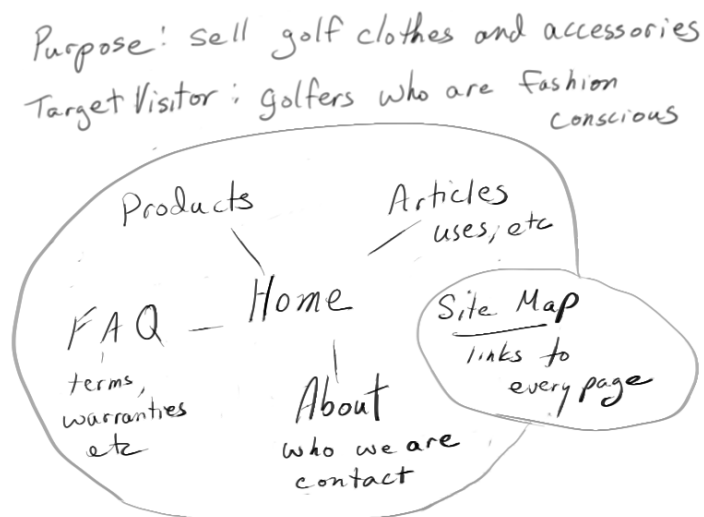 Purpose: sell golf clothes and accessories
Target Visitor: golfers who are fashion
conscious
Products
Articles
uses, etc
Home
Site Map
links to
every page
FAQ
terms,
warranties
etc
About
who we are
contact